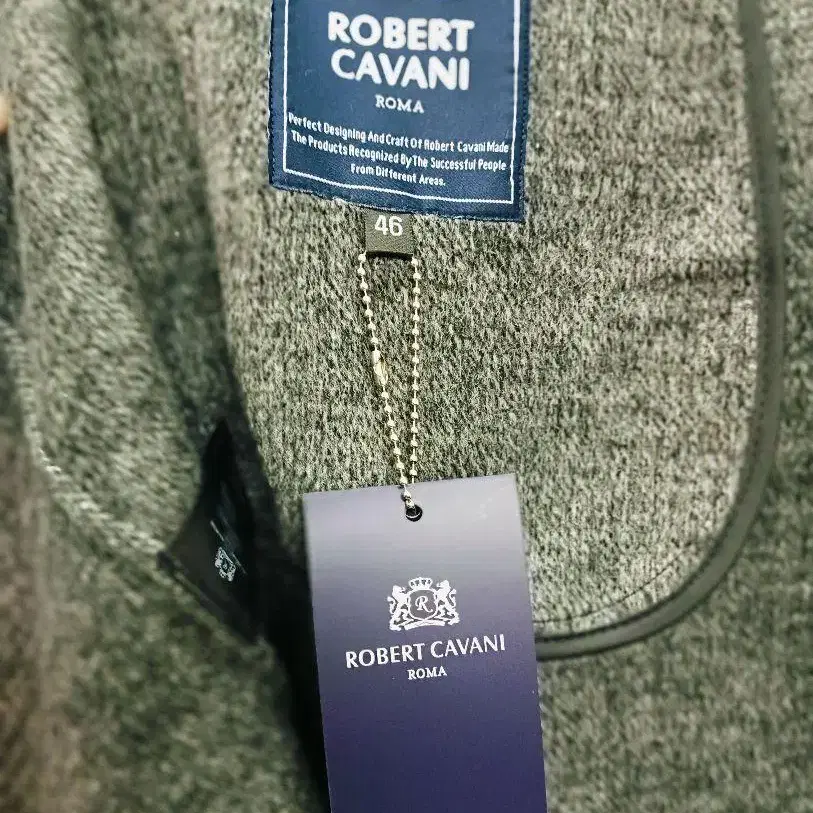 ROBERT
CAVANI
ROMA
Perfect Designing And Craft Of Robert Cavani Made
The Products Recognized By The Successful People
From Different Areas.
46
R
ROBERT CAVANI
ROMA